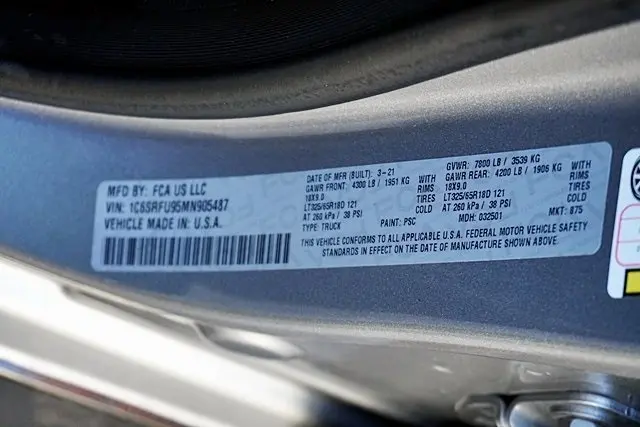 MFD BY: FCA US LLC
VIN: 1C6SRFU95MN905487
VEHICLE MADE IN: U.S.A.
DATE OF MFR (BUILT): 3-21
GAWR FRONT: 4300 LB / 1951 KG WITH
18X9.0 RIMS
LT325/65R18D 121 TIRES
AT 260 kPa / 38 PSI COLD
TYPE: TRUCK PAINT: PSC
GVWR: 7800 LB / 3539 KG
GAWR REAR: 4200 LB / 1906 KG WITH
18X9.0 RIMS
LT325/65R18D 121 TIRES
AT 260 kPa / 38 PSI COLD
MDH: 032501 MKT: 875
THIS VEHICLE CONFORMS TO ALL APPLICABLE U.S.A. FEDERAL MOTOR VEHICLE SAFETY
STANDARDS IN EFFECT ON THE DATE OF MANUFACTURE SHOWN ABOVE.